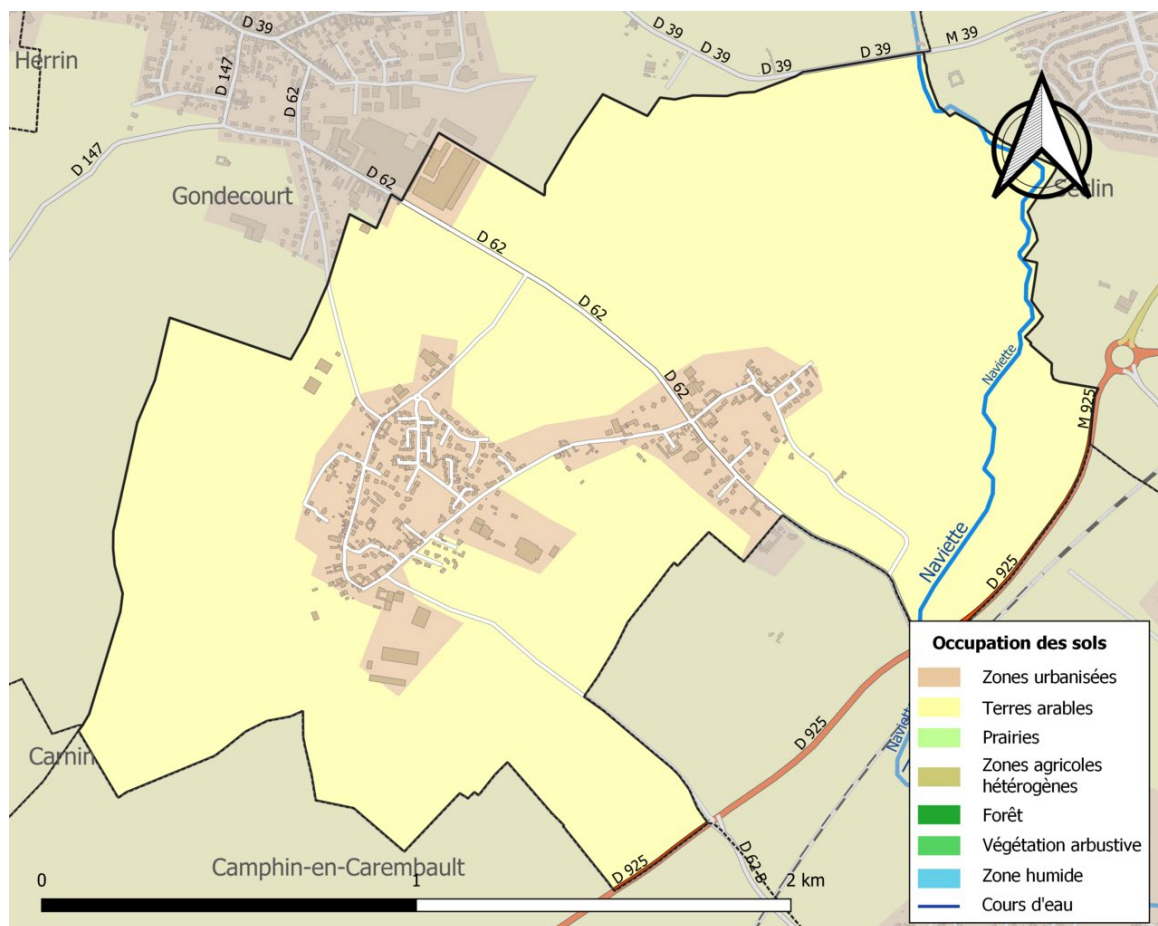 D 39
M 39
D 39
D 39
D 39
D 39
Herrin
D 147
D 62
D 147
D 62
Gondecourt
Seclin
D 62
D 62
D 62
Naviette
M 925
Naviette
D 925
Occupation des sols
Zones urbanisées
Terres arables
Prairies
Zones agricoles
hétérogènes
Forêt
Végétation arbustive
Zone humide
Cours d'eau
Naviette
D 925
Carnin
Camphin-en-Carembault
D 925
D 62 B
0
1
2 km